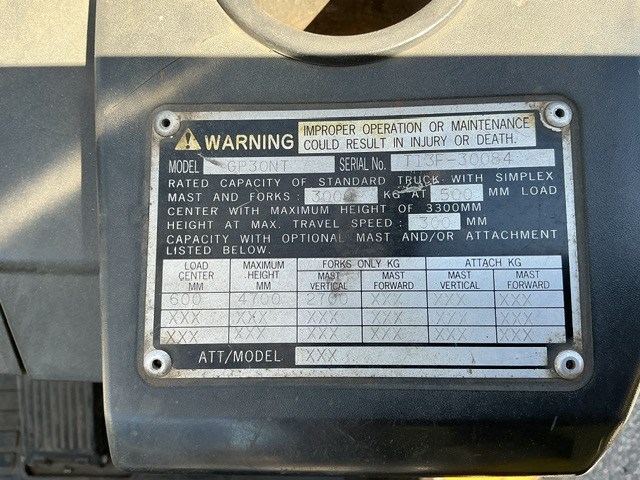 WARNING
IMPROPER OPERATION OR MAINTENANCE
COULD RESULT IN INJURY OR DEATH.
MODEL GP30NT SERIAL No. T13F-30084
RATED CAPACITY OF STANDARD TRUCK WITH SIMPLEX
MAST AND FORKS : 3000 KG AT 500 MM LOAD
CENTER WITH MAXIMUM HEIGHT OF 3300MM
HEIGHT AT MAX. TRAVEL SPEED : 300 MM
CAPACITY WITH OPTIONAL MAST AND/OR ATTACHMENT
LISTED BELOW.
LOAD CENTER MM MAXIMUM HEIGHT MM FORKS ONLY KG ATTACH KG
MAST VERTICAL MAST FORWARD MAST VERTICAL MAST FORWARD
600 4700 2700 XXX XXX XXX
XXX XXX XXX XXX XXX XXX
XXX XXX XXX XXX XXX XXX
ATT/MODEL XXX